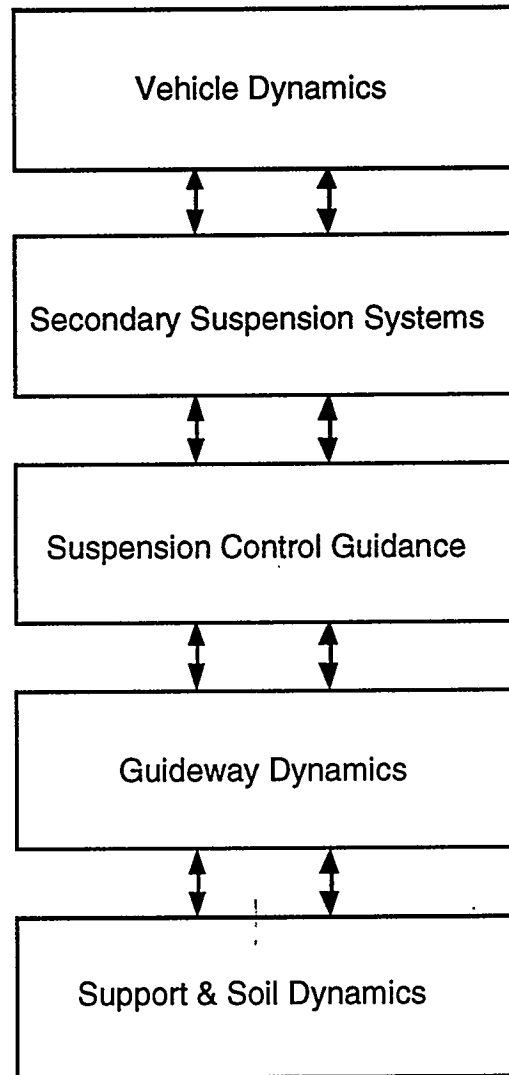 Vehicle Dynamics
Secondary Suspension Systems
Suspension Control Guidance
Guideway Dynamics
Support & Soil Dynamics